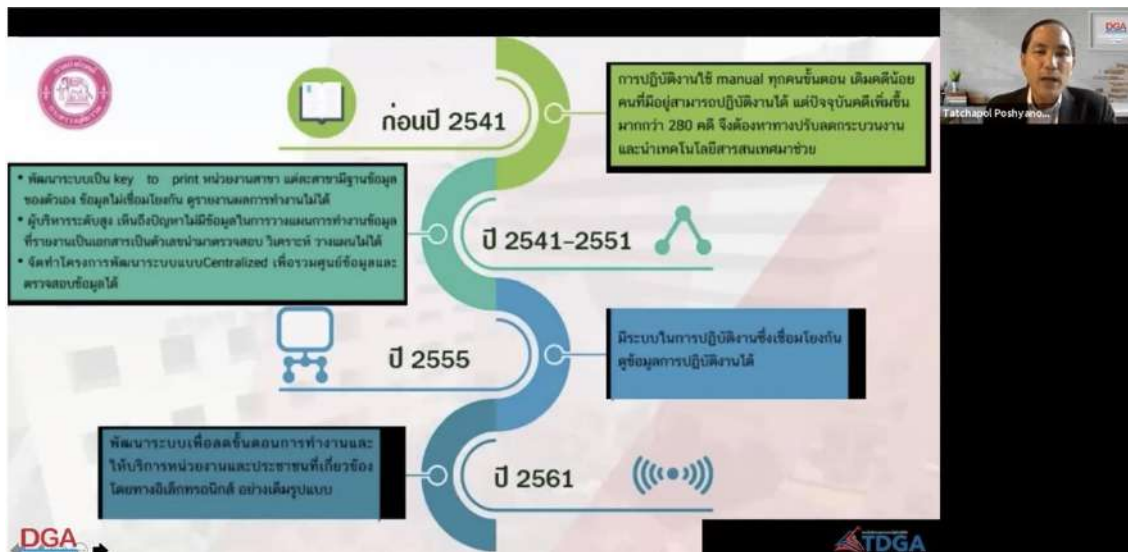 ก่อนปี 2541
การปฏิบัติงานใช้ manual ทุกคนขั้นตอน เดิมคดีน้อย
คนที่มีอยู่สามารถปฏิบัติงานได้ แต่ปัจจุบันคดีเพิ่มขึ้น
มากกว่า 280 คดี จึงต้องหาทางปรับลดกระบวนงาน
และนำเทคโนโลยีสารสนเทศมาช่วย
DGA
Tatchapol Poshyano...
• พัฒนาระบบเป็น key to print หน่วยงานสาขา แต่ละสาขามีฐานข้อมูล
ของตัวเอง ข้อมูลไม่เชื่อมโยงกัน ดูรายงานผลการทำงานไม่ได้
• ผู้บริหารระดับสูง เห็นถึงปัญหาไม่มีข้อมูลในการวางแผนการทำงานข้อมูล
ที่รายงานเป็นเอกสารเป็นตัวเลขนำมาตรวจสอบ วิเคราะห์ วางแผนไม่ได้
• จัดทำโครงการพัฒนาระบบแบบCentralized เพื่อรวมศูนย์ข้อมูลและ
ตรวจสอบข้อมูลได้
ปี 2541-2551
ปี 2555
มีระบบในการปฏิบัติงานซึ่งเชื่อมโยงกัน
ดูข้อมูลการปฏิบัติงานได้
พัฒนาระบบเพื่อลดขั้นตอนการทำงานและ
ให้บริการหน่วยงานและประชาชนที่เกี่ยวข้อง
โดยทางอิเล็กทรอนิกส์ อย่างเต็มรูปแบบ
ปี 2561
DGA
TDGA